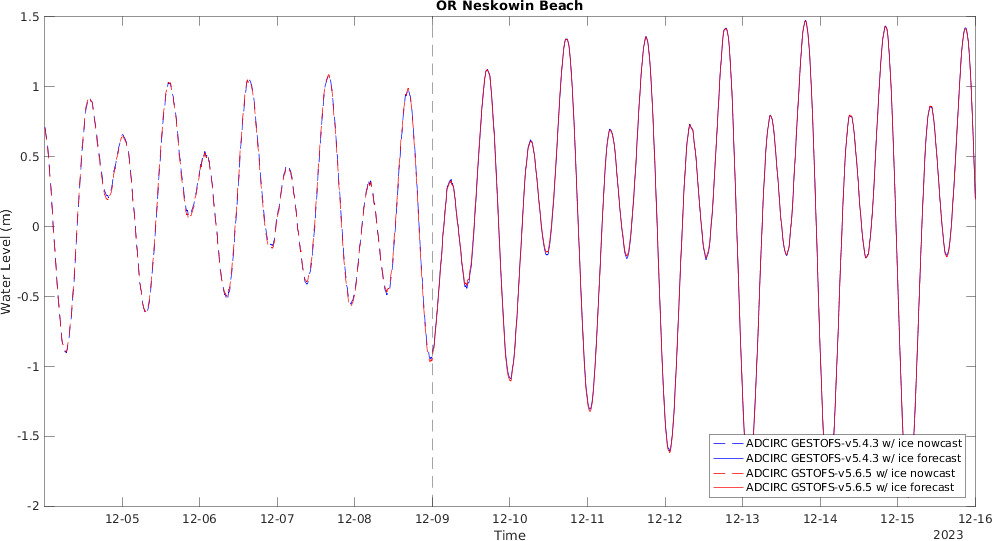 OR Neskowin Beach
1.5
1
0.5
0
-0.5
-1
-1.5
-2
Water Level (m)
12-05 12-06 12-07 12-08 12-09 12-10 12-11 12-12 12-13 12-14 12-15 12-16
Time
2023
ADCIRC GESTOFS-v5.4.3 w/ ice nowcast
ADCIRC GESTOFS-v5.4.3 w/ ice forecast
ADCIRC GSTOFS-v5.6.5 w/ ice nowcast
ADCIRC GSTOFS-v5.6.5 w/ ice forecast